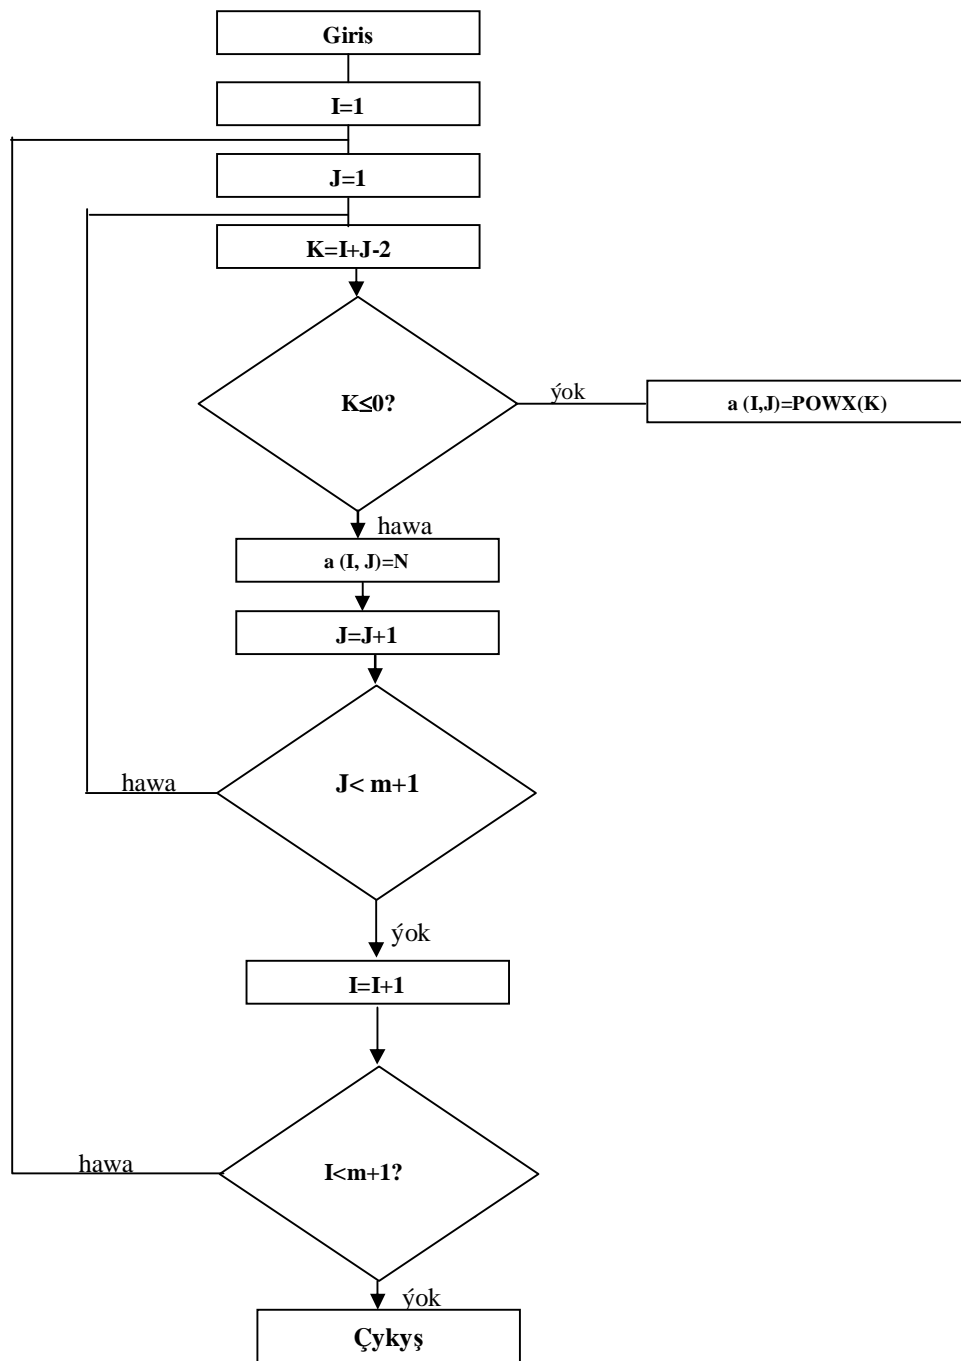 Giris
I=1
J=1
K=I+J-2
K≤0?
ýok
a (I,J)=POWX(K)
hawa
a (I, J)=N
J=J+1
J< m+1
hawa
ýok
I=I+1
I<m+1?
hawa
ýok
Çykyş